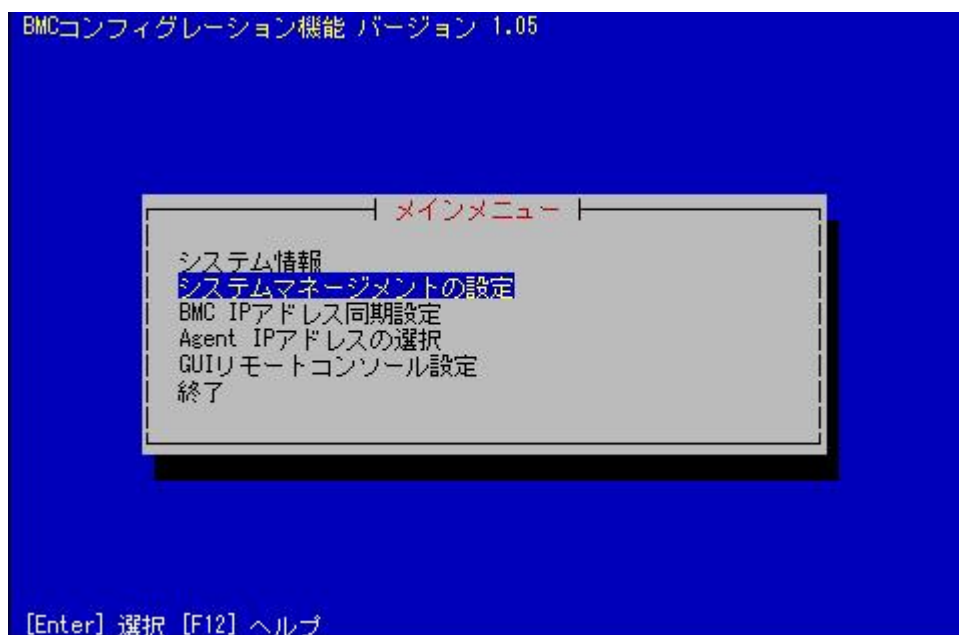 BMCコンフィグレーション機能 バージョン 1.05
メインメニュー
システム情報
システムマネージメントの設定
BMC IPアドレス同期設定
Agent IPアドレスの選択
GUIリモートコンソール設定
終了
[Enter] 選択 [F12] ヘルプ